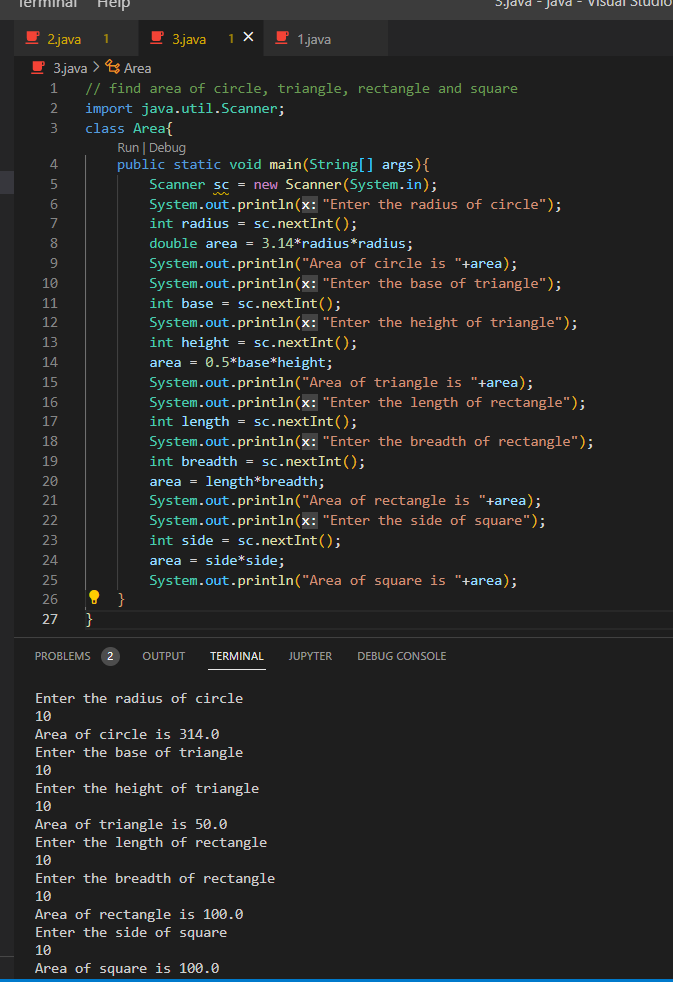 Terminal Help 3.java - java - Visual Studio
2.java 1 3.java 1 × 1.java
3.java > Area
1 // find area of circle, triangle, rectangle and square
2 import java.util.Scanner;
3 class Area{
Run | Debug
4 public static void main(String[] args){
5 Scanner sc = new Scanner(System.in);
6 System.out.println(x: "Enter the radius of circle");
7 int radius = sc.nextInt();
8 double area = 3.14*radius*radius;
9 System.out.println("Area of circle is "+area);
10 System.out.println(x: "Enter the base of triangle");
11 int base = sc.nextInt();
12 System.out.println(x: "Enter the height of triangle");
13 int height = sc.nextInt();
14 area = 0.5*base*height;
15 System.out.println("Area of triangle is "+area);
16 System.out.println(x: "Enter the length of rectangle");
17 int length = sc.nextInt();
18 System.out.println(x: "Enter the breadth of rectangle");
19 int breadth = sc.nextInt();
20 area = length*breadth;
21 System.out.println("Area of rectangle is "+area);
22 System.out.println(x: "Enter the side of square");
23 int side = sc.nextInt();
24 area = side*side;
25 System.out.println("Area of square is "+area);
26 }
27 }
PROBLEMS 2 OUTPUT TERMINAL JUPYTER DEBUG CONSOLE
Enter the radius of circle
10
Area of circle is 314.0
Enter the base of triangle
10
Enter the height of triangle
10
Area of triangle is 50.0
Enter the length of rectangle
10
Enter the breadth of rectangle
10
Area of rectangle is 100.0
Enter the side of square
10
Area of square is 100.0